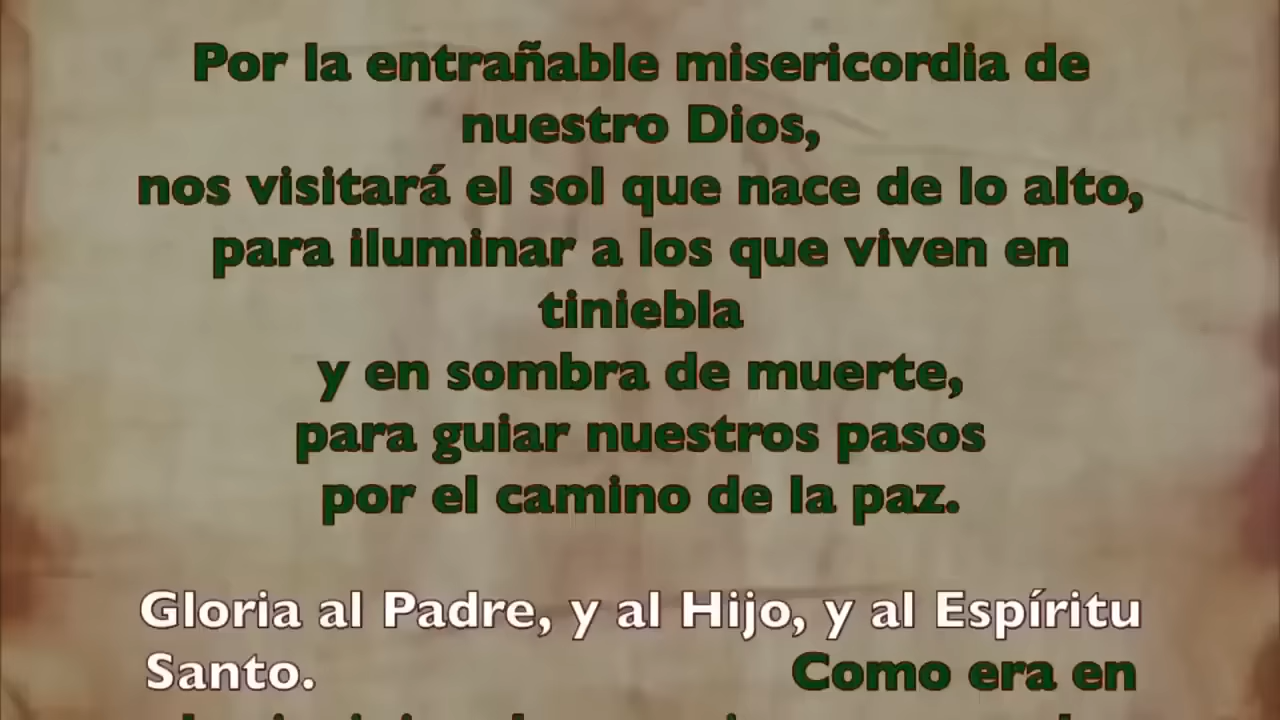 Por la entrañable misericordia de
nuestro Dios,
nos visitará el sol que nace de lo alto,
para iluminar a los que viven en
tiniebla
y en sombra de muerte,
para guiar nuestros pasos
por el camino de la paz.
Gloria al Padre, y al Hijo, y al Espíritu
Santo. Como era en